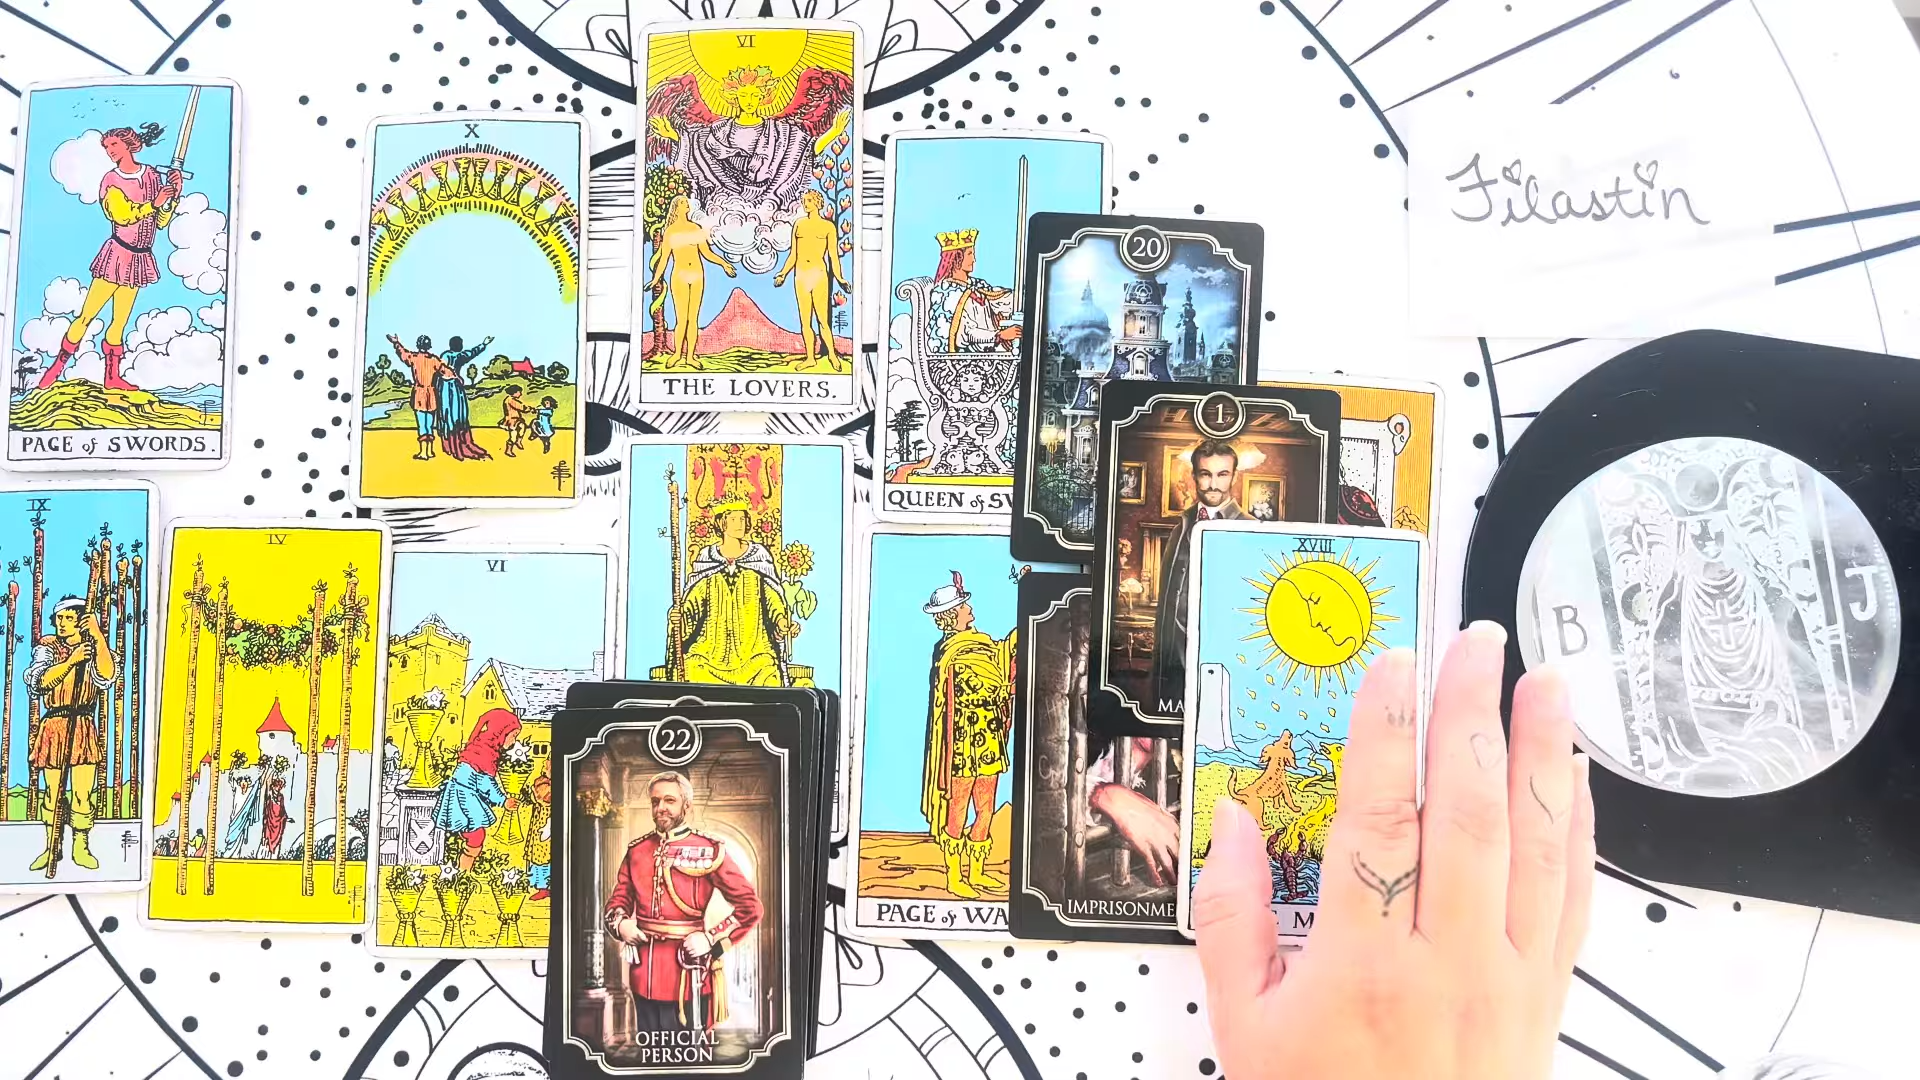 VI
THE LOVERS.
PAGE of SWORDS.
X
QUEEN of SW
20
Filastin
1
IX
IV
VI
XVIII
B
J
MA
22
OFFICIAL
PERSON
PAGE of WA
IMPRISONME
E M